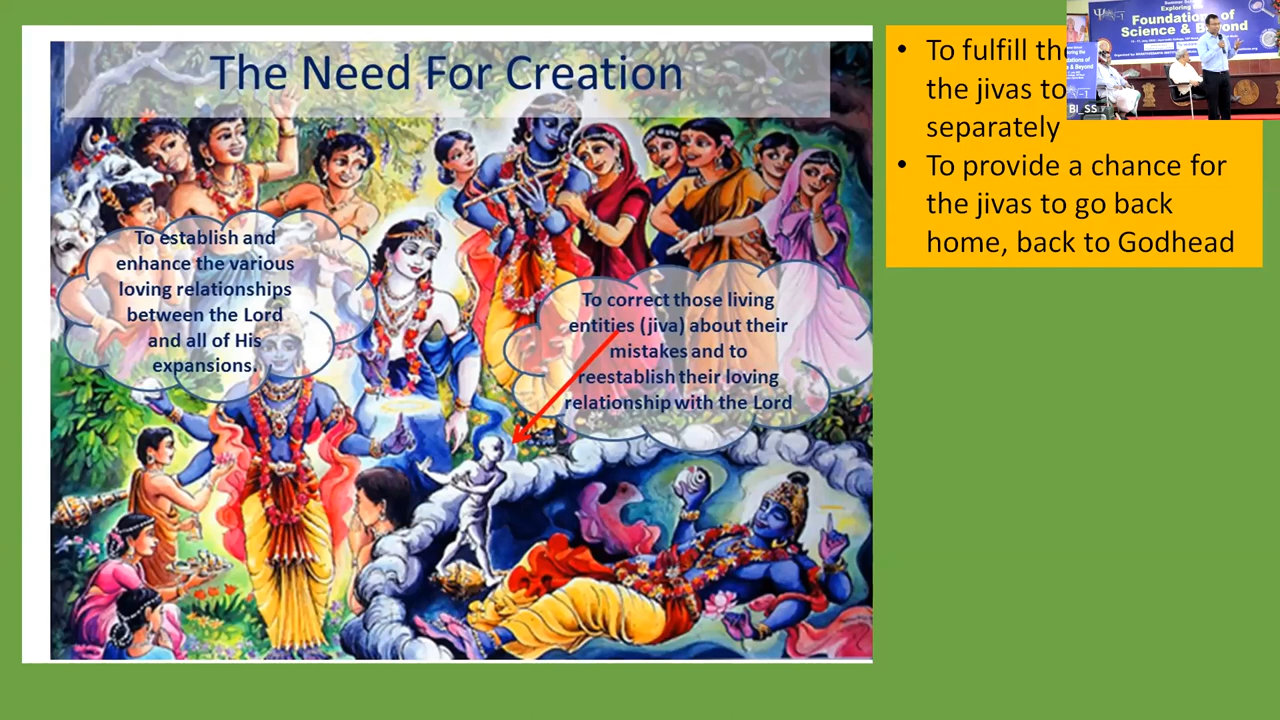 The Need For Creation
To establish and
enhance the various
loving relationships
between the Lord
and all of His
expansions.
To correct those living
entities (jiva) about their
mistakes and to
reestablish their loving
relationship with the Lord
• To fulfill
the jivas to
separately
• To provide a chance for
the jivas to go back
home, back to Godhead
Exploring
Foundations of
Science & Beyond
BI_SS